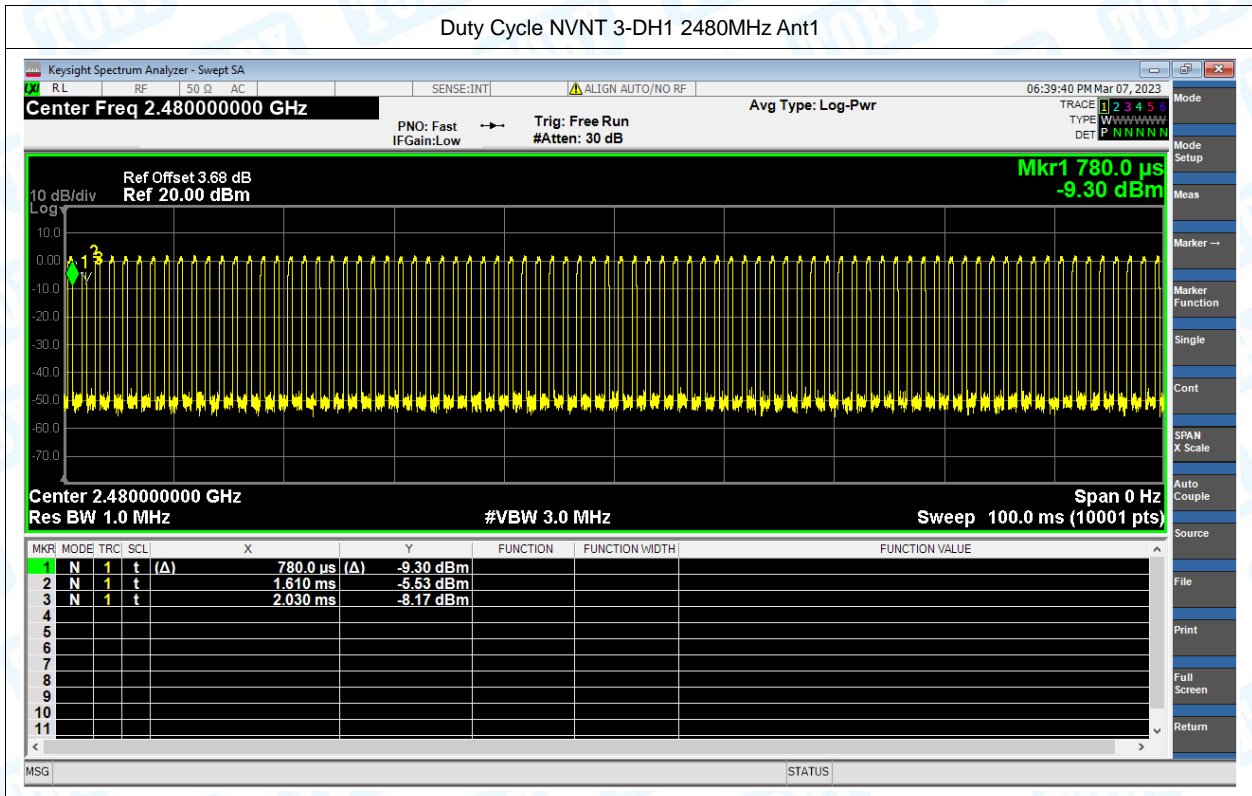 Duty Cycle NVNT 3-DH1 2480MHz Ant1
Keysight Spectrum Analyzer - Swept SA
LXI RL RF 50 Ω AC SENSE:INT ALIGN AUTO/NO RF 06:39:40 PM Mar 07, 2023
Center Freq 2.480000000 GHz Avg Type: Log-Pwr TRACE 1 2 3 4 5 6
PNO: Fast Trig: Free Run TYPE WWWWWW
IFGain:Low #Atten: 30 dB DET P N N N N N
Mkr1 780.0 µs
-9.30 dBm
Ref Offset 3.68 dB
10 dB/div Ref 20.00 dBm
Log
10.0
0.00
-10.0
-20.0
-30.0
-40.0
-50.0
-60.0
-70.0
1 2 3
Center 2.480000000 GHz Span 0 Hz
Res BW 1.0 MHz #VBW 3.0 MHz Sweep 100.0 ms (10001 pts)
MKR MODE TRC SCL X Y FUNCTION FUNCTION WIDTH FUNCTION VALUE
1 N 1 t (Δ) 780.0 µs (Δ) -9.30 dBm
2 N 1 t 1.610 ms -5.53 dBm
3 N 1 t 2.030 ms -8.17 dBm
4
5
6
7
8
9
10
11
MSG STATUS
Mode
Mode Setup
Meas
Marker →
Marker Function
Single
Cont
SPAN X Scale
Auto Couple
Source
File
Print
Full Screen
Return
TOBY